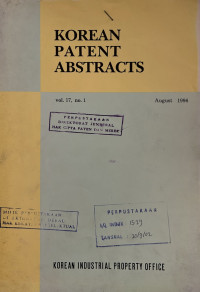 KOREAN
PATENT
ABSTRACTS
vol. 17, no. 1
August 1986
PERPUSTAKAAN
DIREKTORAT JENDERAL
HAK CIPTA PATEN DAN MEREK
PERPUSTAKAAN
KOREAN INDUSTRIAL PROPERTY OFFICE